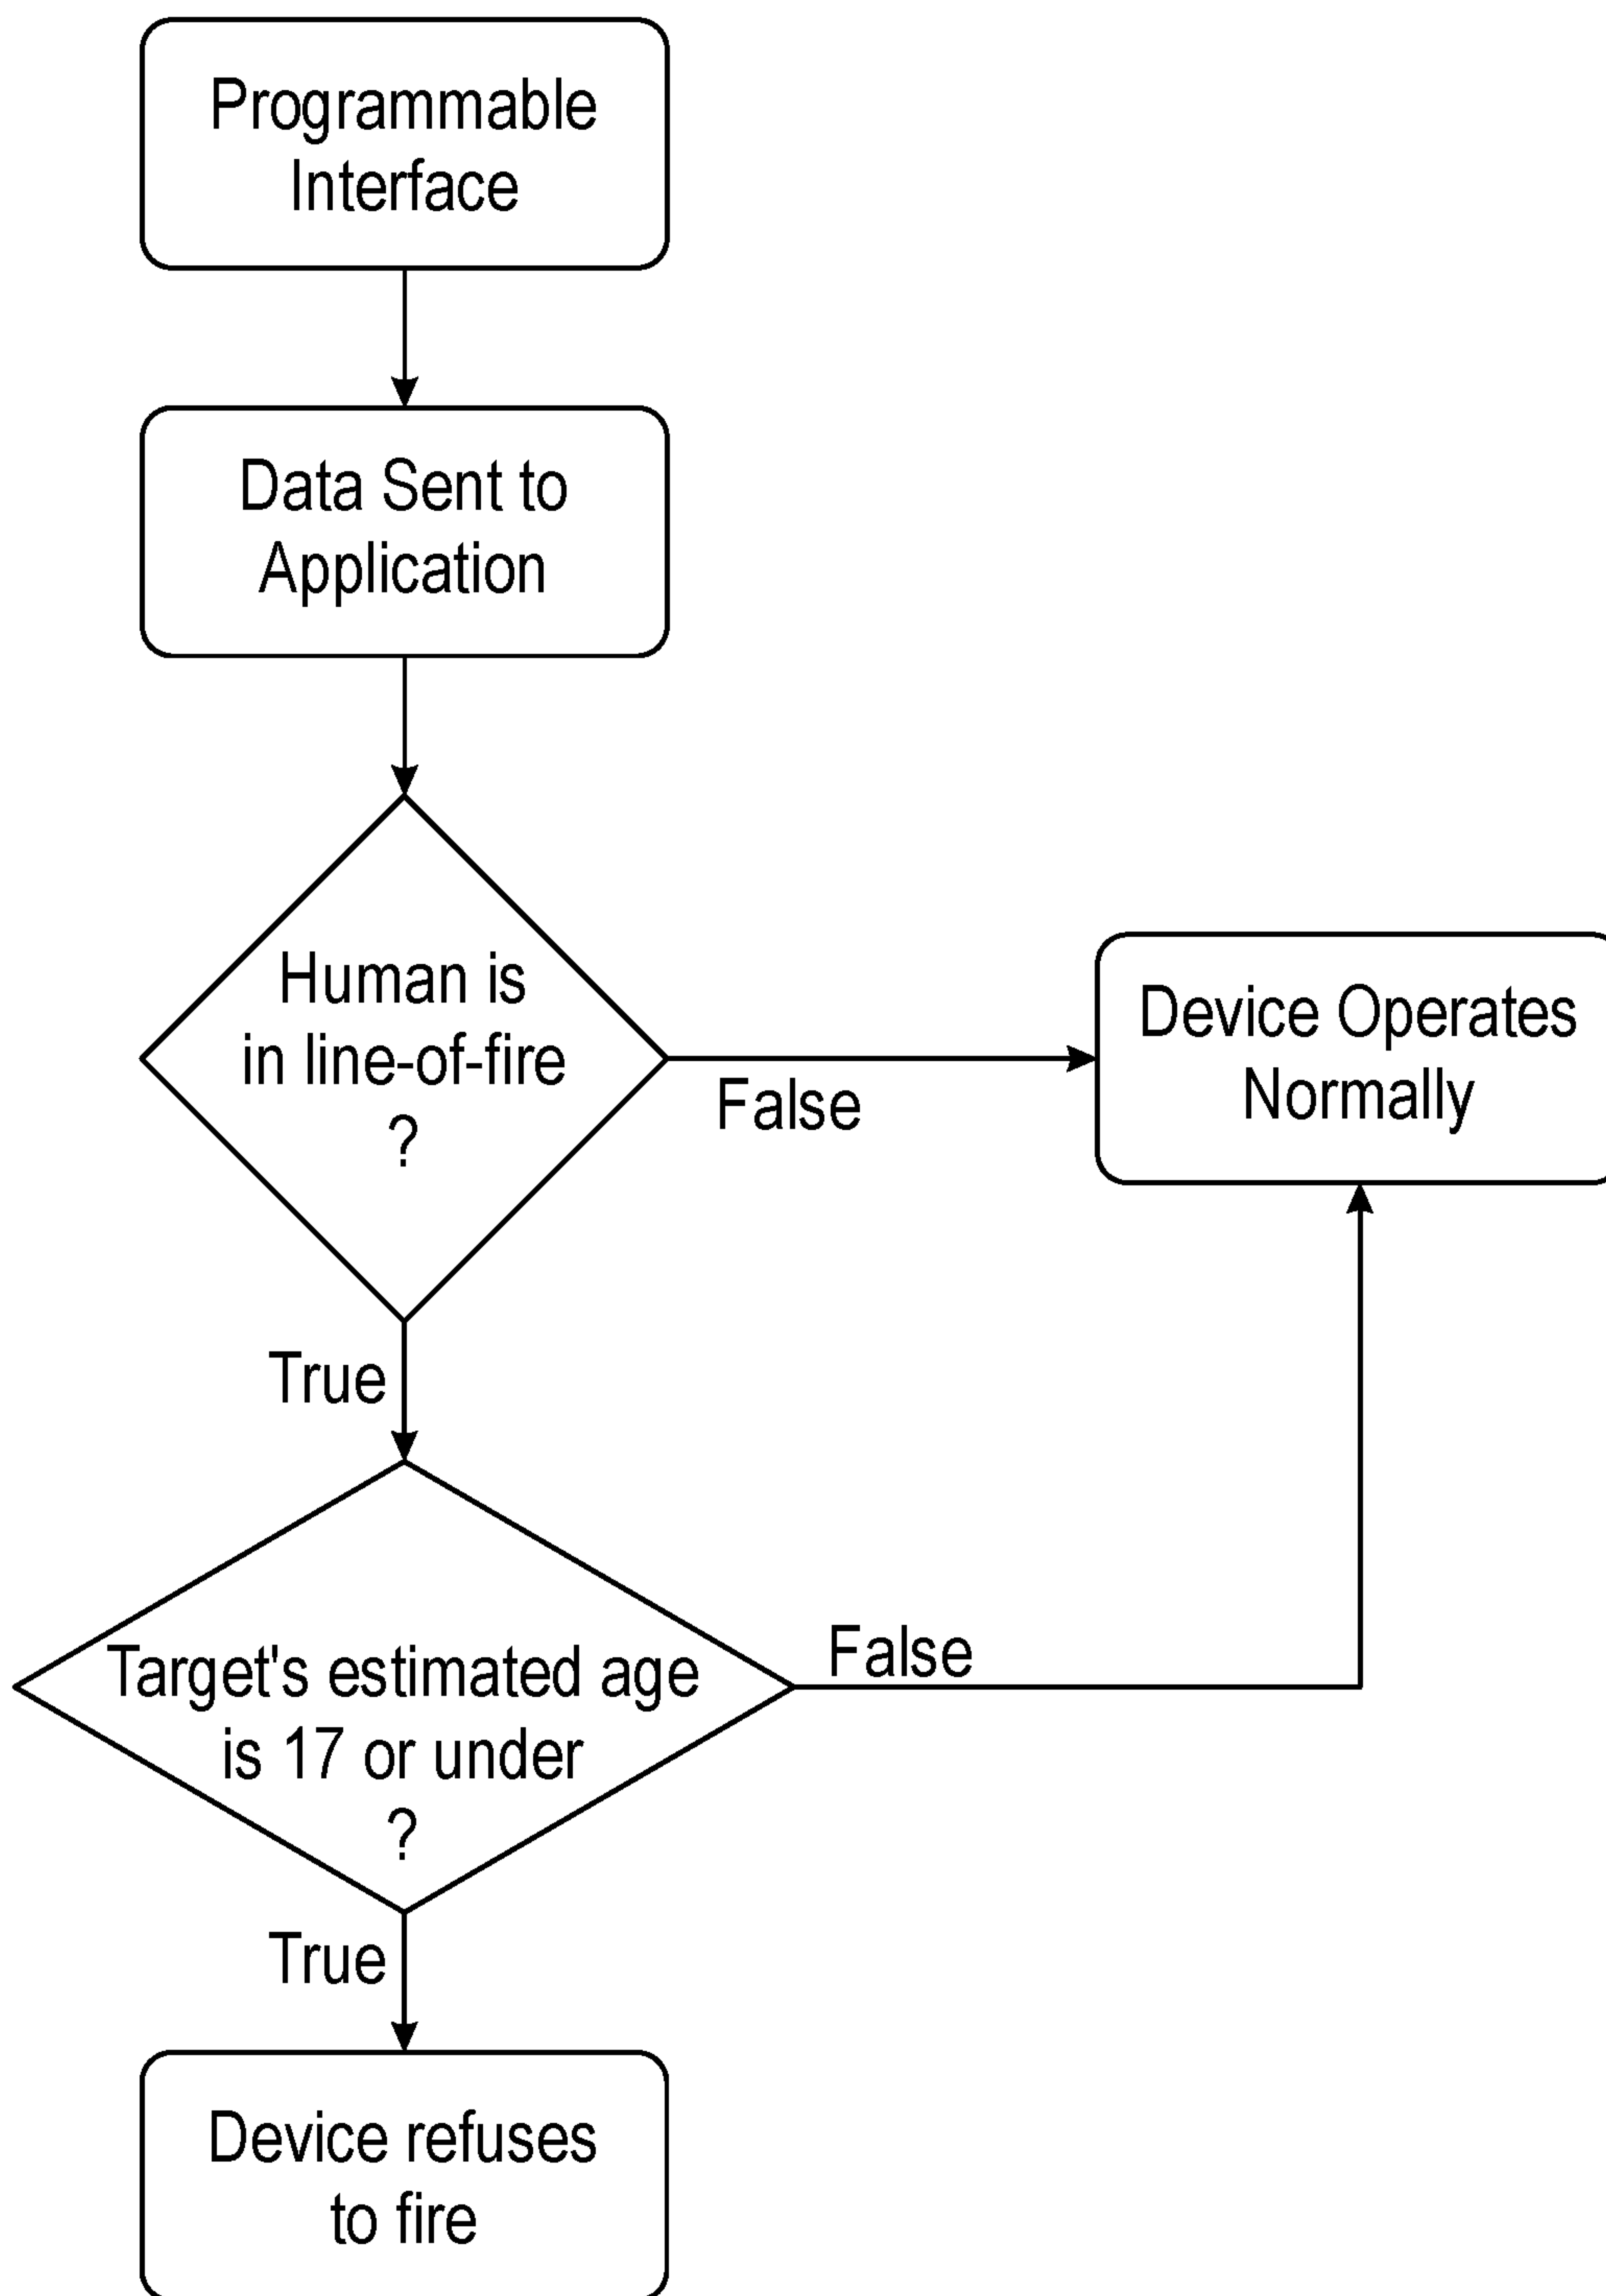 Programmable
Interface
Data Sent to
Application
Human is
in line-of-fire
?
False
Device Operates
Normally
True
Target's estimated age
is 17 or under
?
False
True
Device refuses
to fire